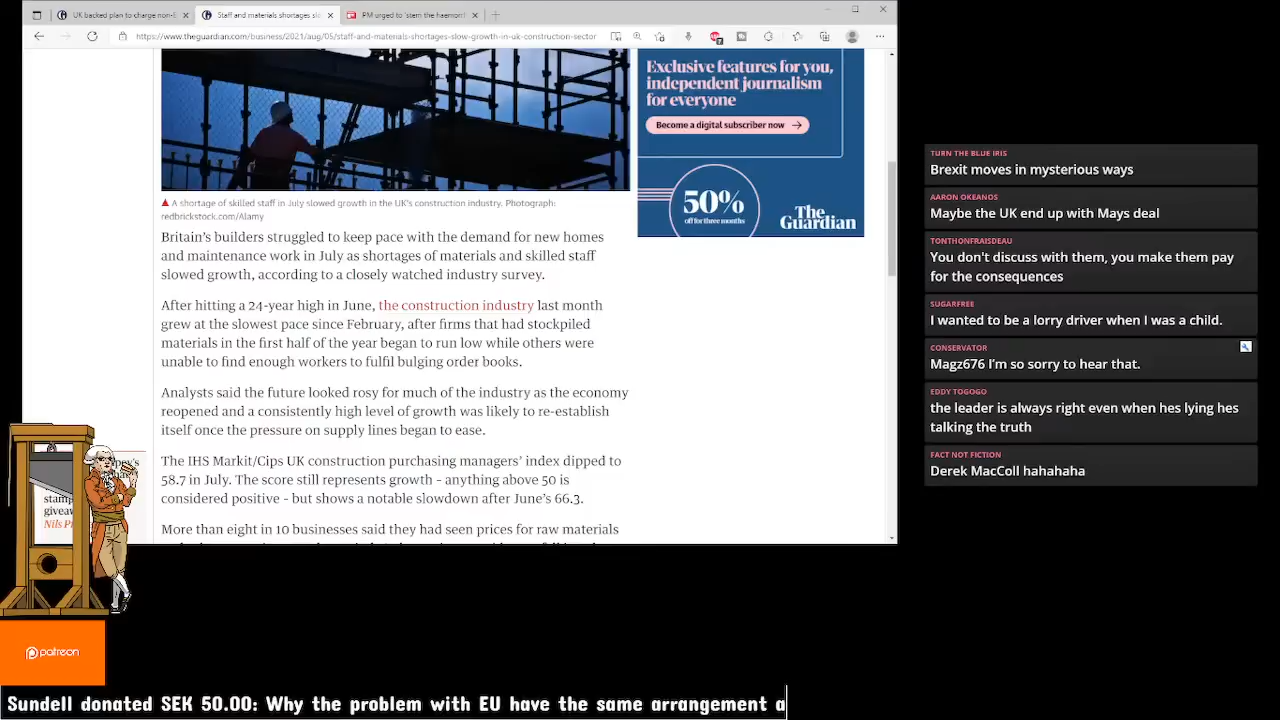 UK backed plan to charge non-E
Staff and materials shortages slo
PM urged to 'stem the haemorr
https://www.theguardian.com/business/2021/aug/05/staff-and-materials-shortages-slow-growth-in-uk-construction-sector
Exclusive features for you,
independent journalism
for everyone
Become a digital subscriber now
50%
off for three months
The
Guardian
A shortage of skilled staff in July slowed growth in the UK's construction industry. Photograph:
redbrickstock.com/Alamy
Britain's builders struggled to keep pace with the demand for new homes
and maintenance work in July as shortages of materials and skilled staff
slowed growth, according to a closely watched industry survey.
After hitting a 24-year high in June, the construction industry last month
grew at the slowest pace since February, after firms that had stockpiled
materials in the first half of the year began to run low while others were
unable to find enough workers to fulfil bulging order books.
Analysts said the future looked rosy for much of the industry as the economy
reopened and a consistently high level of growth was likely to re-establish
itself once the pressure on supply lines began to ease.
The IHS Markit/Cips UK construction purchasing managers' index dipped to
58.7 in July. The score still represents growth – anything above 50 is
considered positive – but shows a notable slowdown after June's 66.3.
More than eight in 10 businesses said they had seen prices for raw materials
stam
giveav
Nils P
TURN THE BLUE IRIS
Brexit moves in mysterious ways
AARON OKEANOS
Maybe the UK end up with Mays deal
TONTHONFRAISDEAU
You don't discuss with them, you make them pay
for the consequences
SUGARFREE
I wanted to be a lorry driver when I was a child.
CONSERVATOR
Magz676 I'm so sorry to hear that.
EDDY TOGOGO
the leader is always right even when hes lying hes
talking the truth
FACT NOT FICTION
Derek MacColl hahahaha
patreon
Sundell donated SEK 50.00: Why the problem with EU have the same arrangement a